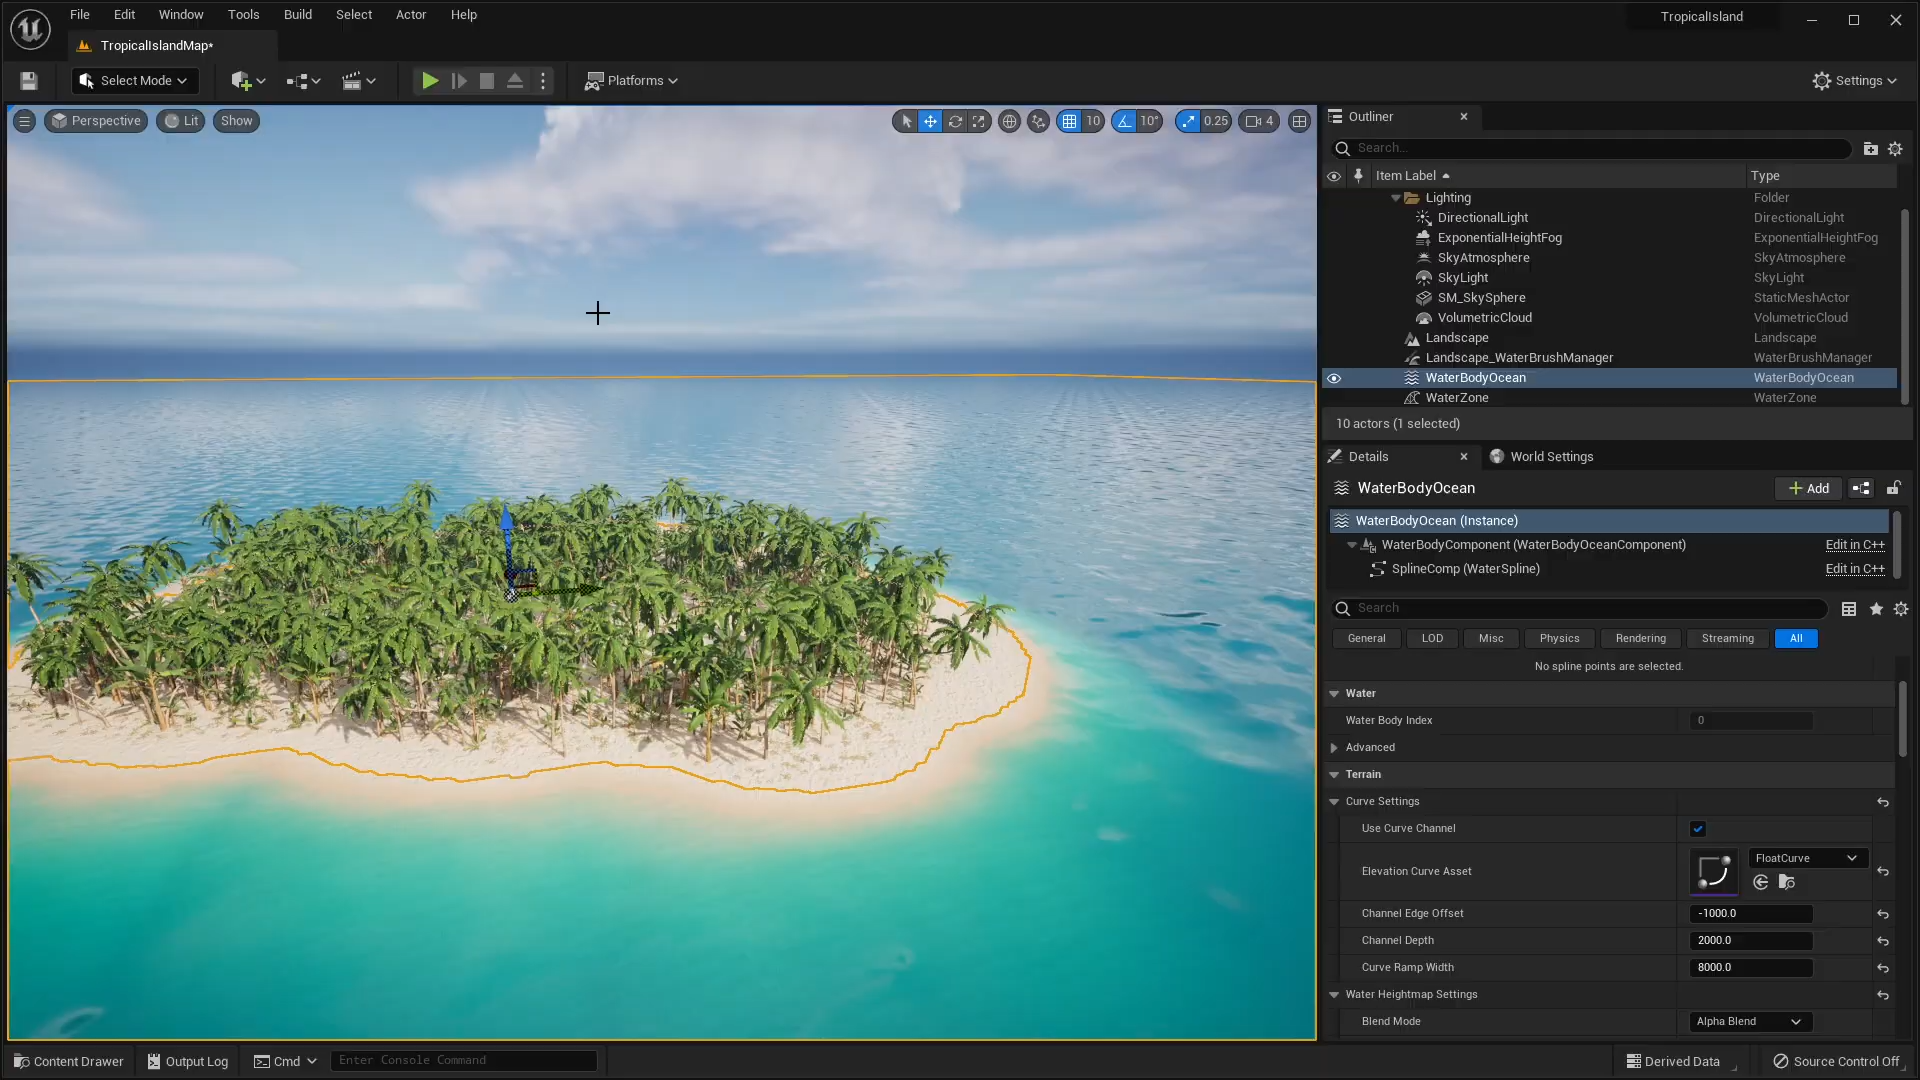 File Edit Window Tools Build Select Actor Help
TropicalIsland
TropicalIslandMap*
Select Mode
Platforms
Settings
Perspective Lit Show
10 10° 0.25 4
Outliner
Search...
Item Label Type
Lighting Folder
DirectionalLight DirectionalLight
ExponentialHeightFog ExponentialHeightFog
SkyAtmosphere SkyAtmosphere
SkyLight SkyLight
SM_SkySphere StaticMeshActor
VolumetricCloud VolumetricCloud
Landscape Landscape
Landscape_WaterBrushManager WaterBrushManager
WaterBodyOcean WaterBodyOcean
WaterZone WaterZone
10 actors (1 selected)
Details World Settings
WaterBodyOcean
Add
WaterBodyOcean (Instance)
WaterBodyComponent (WaterBodyOceanComponent) Edit in C++
SplineComp (WaterSpline) Edit in C++
Search
General LOD Misc Physics Rendering Streaming All
No spline points are selected.
Water
Water Body Index 0
Advanced
Terrain
Curve Settings
Use Curve Channel
Elevation Curve Asset FloatCurve
Channel Edge Offset -1000.0
Channel Depth 2000.0
Curve Ramp Width 8000.0
Water Heightmap Settings
Blend Mode Alpha Blend
Content Drawer Output Log Cmd Enter Console Command
Derived Data Source Control Off